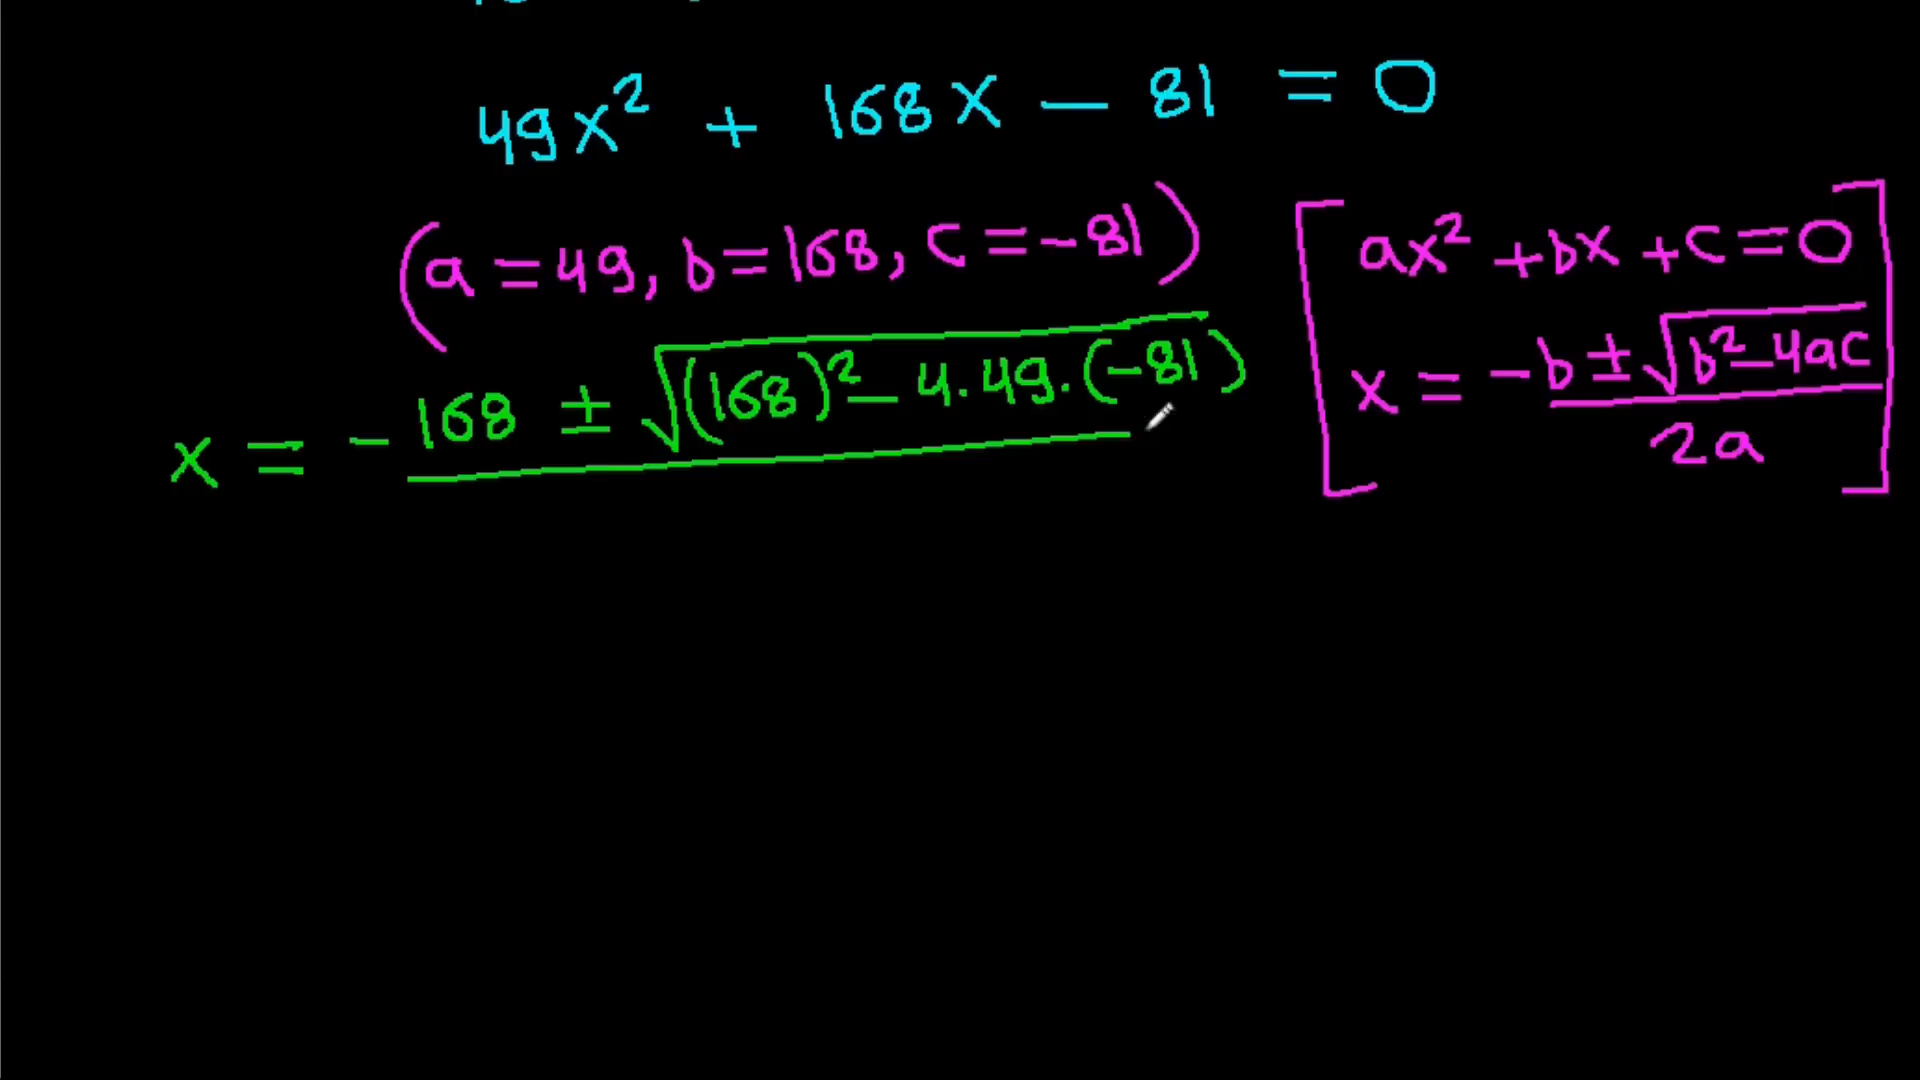 49x² + 168x − 81 = 0
(a = 49, b = 168, c = −81)
[ax² + bx + c = 0
x = −b ± √b² − 4ac
2a]
x = −168 ± √(168)² − 4.49.(−81)